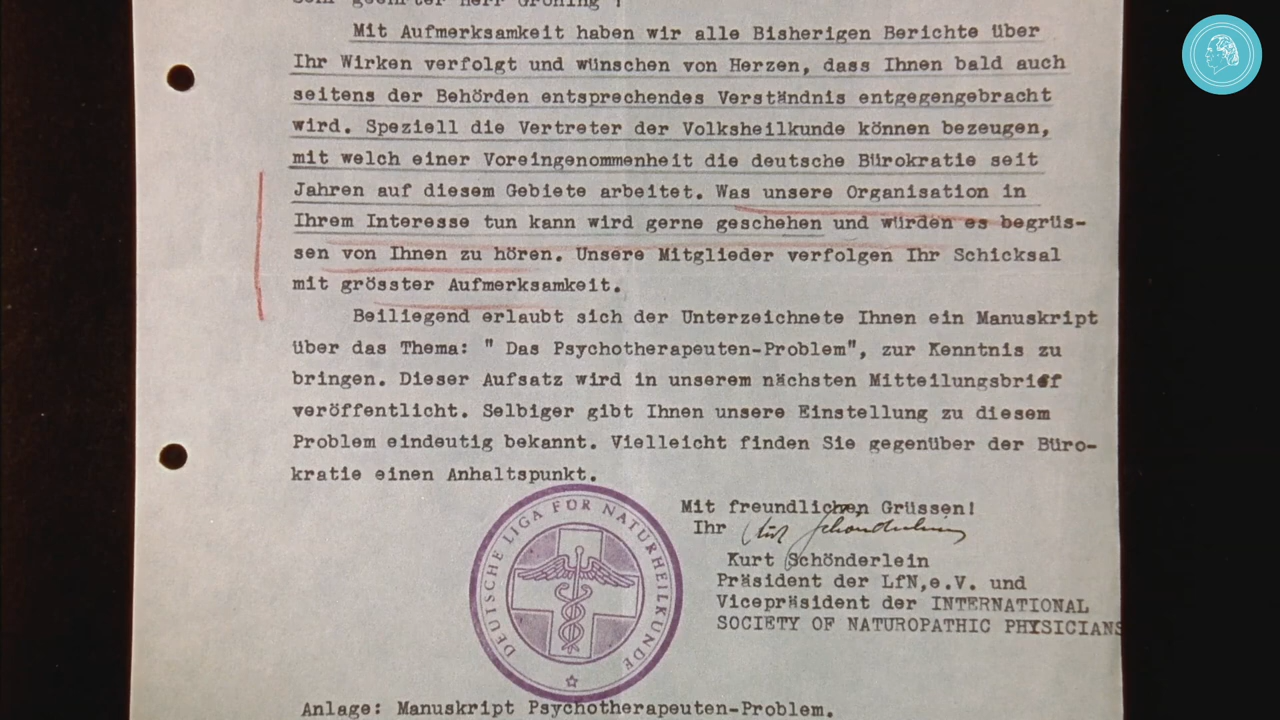 Sehr geehrter Herr Gröning !
Mit Aufmerksamkeit haben wir alle Bisherigen Berichte über
Ihr Wirken verfolgt und wünschen von Herzen, dass Ihnen bald auch
seitens der Behörden entsprechendes Verständnis entgegengebracht
wird. Speziell die Vertreter der Volksheilkunde können bezeugen,
mit welch einer Voreingenommenheit die deutsche Bürokratie seit
Jahren auf diesem Gebiete arbeitet. Was unsere Organisation in
Ihrem Interesse tun kann wird gerne geschehen und würden es begrüs-
sen von Ihnen zu hören. Unsere Mitglieder verfolgen Ihr Schicksal
mit grösster Aufmerksamkeit.
Beiliegend erlaubt sich der Unterzeichnete Ihnen ein Manuskript
über das Thema: " Das Psychotherapeuten-Problem", zur Kenntnis zu
bringen. Dieser Aufsatz wird in unserem nächsten Mitteilungsbrief
veröffentlicht. Selbiger gibt Ihnen unsere Einstellung zu diesem
Problem eindeutig bekannt. Vielleicht finden Sie gegenüber der Büro-
kratie einen Anhaltspunkt.
Mit freundlichen Grüssen!
Ihr Kurt Schönderlein
Kurt Schönderlein
Präsident der LfN,e.V. und
Vicepräsident der INTERNATIONAL
SOCIETY OF NATUROPATHIC PHYSICIANS
DEUTSCHE LIGA FÜR NATURHEILKUNDE
Anlage: Manuskript Psychotherapeuten-Problem.